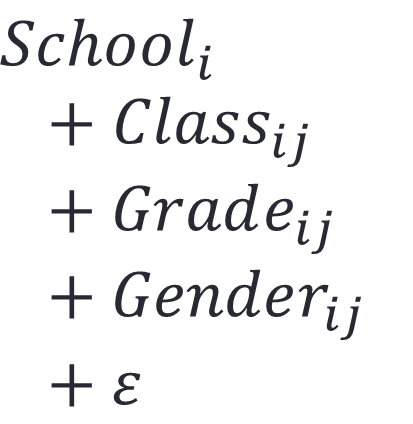 School_i
+ Class_ij
+ Grade_ij
+ Gender_ij
+ ε